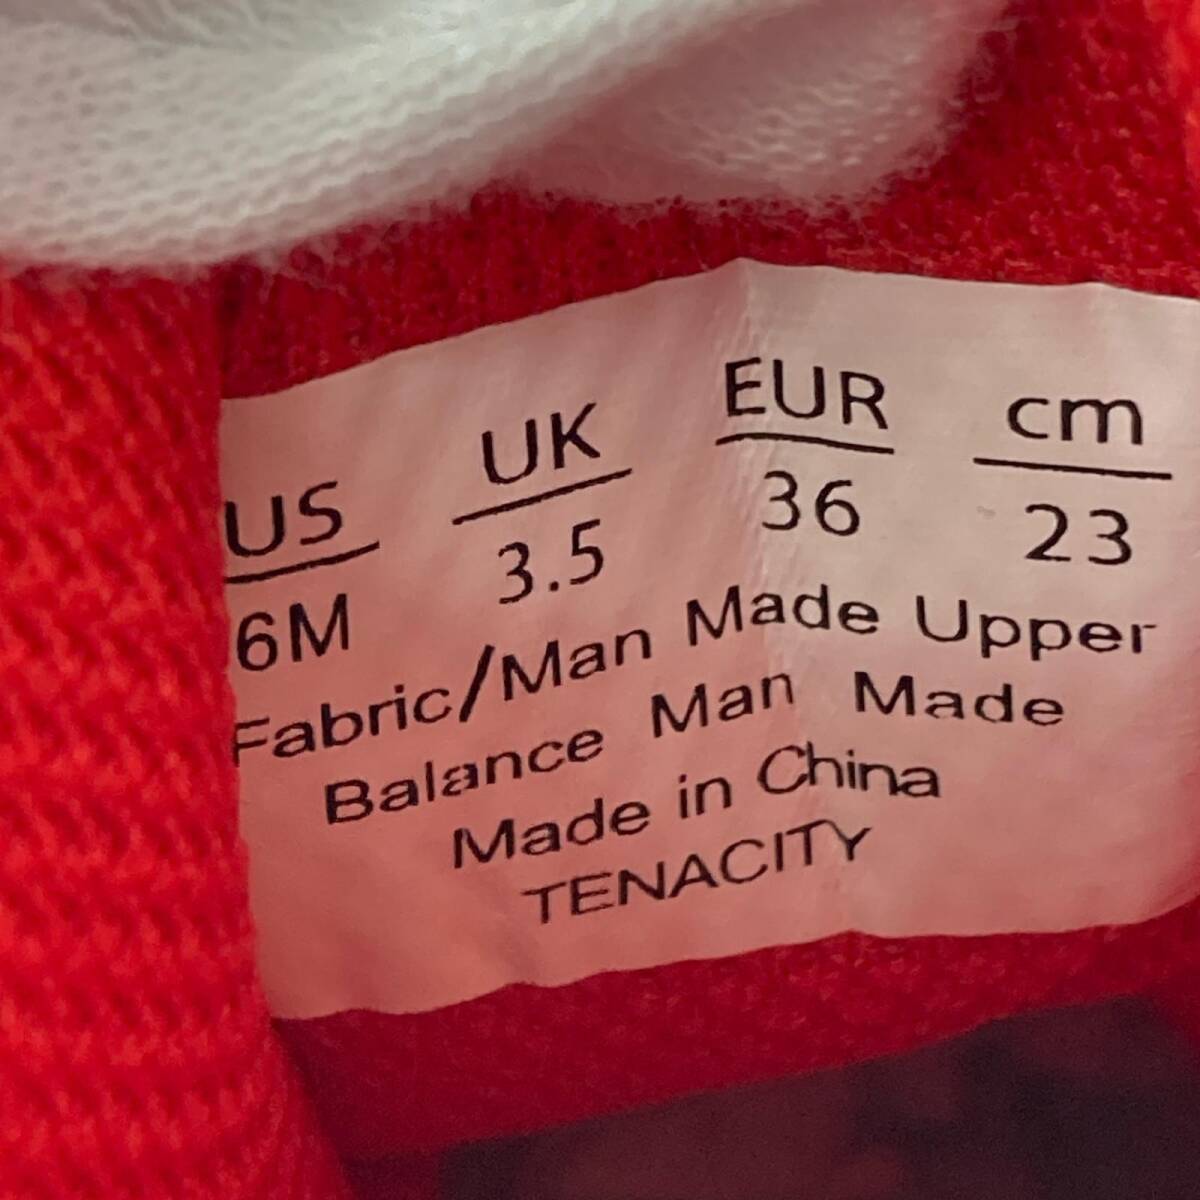 US UK EUR cm
6M 3.5 36 23
Fabric/Man Made Upper
Balance Man Made
Made in China
TENACITY